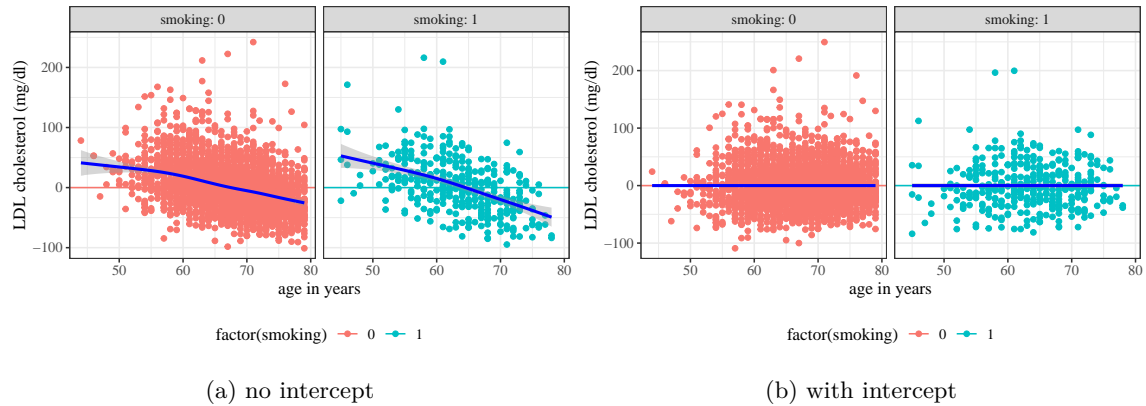 smoking: 0
smoking: 1
LDL cholesterol (mg/dl)
200
100
0
−100
50
60
70
80
50
60
70
80
age in years
factor(smoking) 0 1
(a) no intercept
smoking: 0
smoking: 1
LDL cholesterol (mg/dl)
200
100
0
−100
50
60
70
80
50
60
70
80
age in years
factor(smoking) 0 1
(b) with intercept